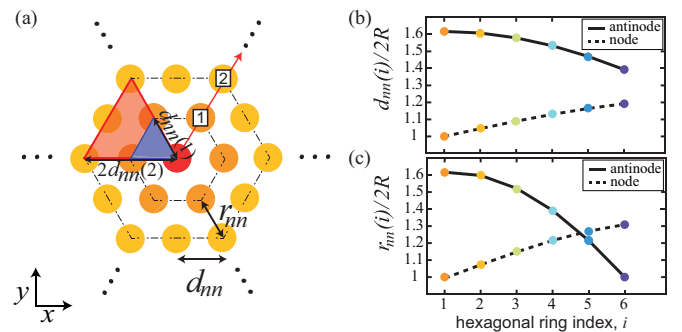 (a)
2
1
d_nn(1)
2d_nn(2)
r_nn
d_nn
y
x
(b)
d_nn(i)/2R
1.6
1.5
1.4
1.3
1.2
1.1
1
antinode
node
(c)
r_nn(i)/2R
1.6
1.5
1.4
1.3
1.2
1.1
1
antinode
node
1 2 3 4 5 6
hexagonal ring index, i